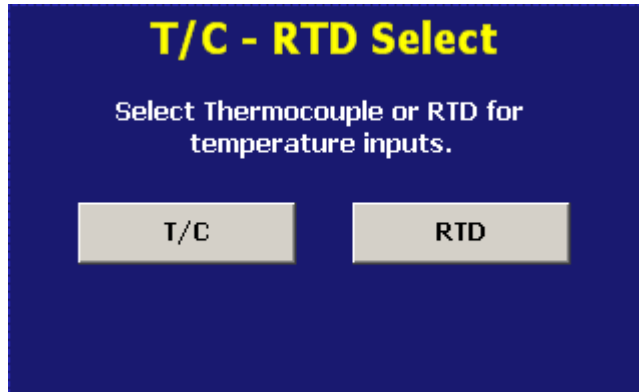 T/C - RTD Select
Select Thermocouple or RTD for
temperature inputs.
T/C
RTD